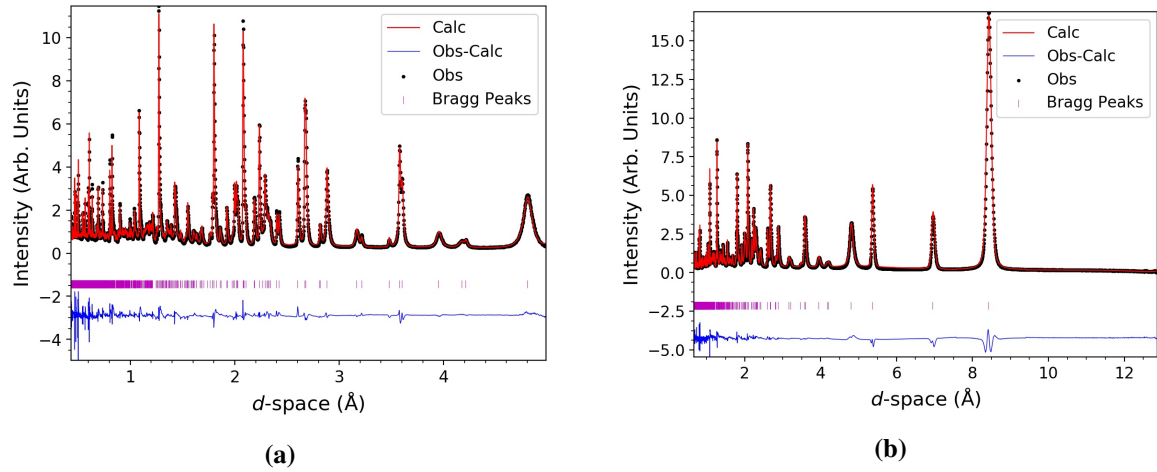 10
8
6
4
2
0
−2
−4
Intensity (Arb. Units)
Calc
Obs-Calc
Obs
Bragg Peaks
1
2
3
4
d-space (Å)
(a)
15.0
12.5
10.0
7.5
5.0
2.5
0.0
−2.5
−5.0
Intensity (Arb. Units)
Calc
Obs-Calc
Obs
Bragg Peaks
2
4
6
8
10
12
d-space (Å)
(b)